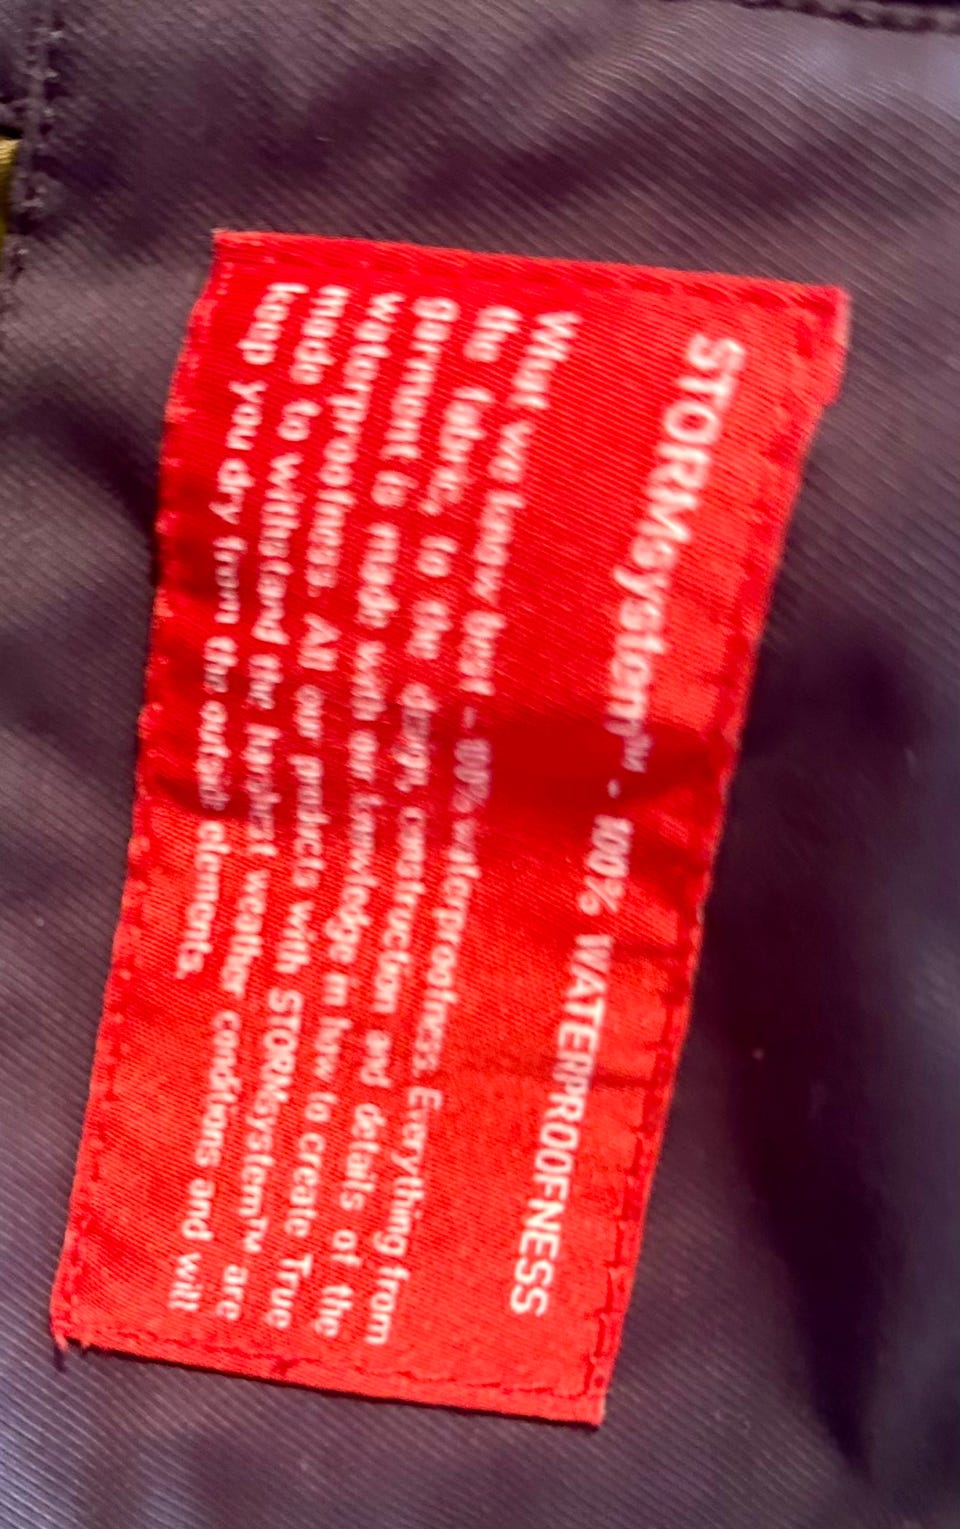 STORMsystem™ - 100% WATERPROOFNESS
What we know best – 100% waterproofness. Everything from
the fabric, to the design, construction and details of the
garment is made with our knowledge in how to create True
Waterproofness. All our products with STORMsystem™ are
made to withstand the harshest weather conditions and will
keep you dry from the outside elements.